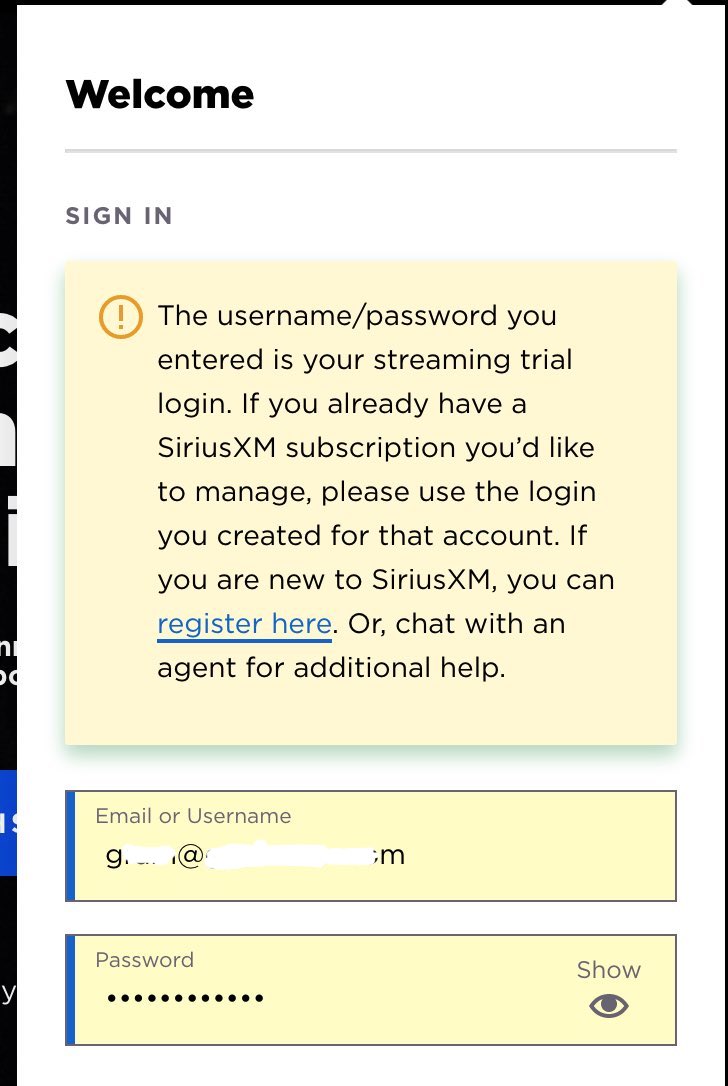 Welcome
SIGN IN
The username/password you
entered is your streaming trial
login. If you already have a
SiriusXM subscription you’d like
to manage, please use the login
you created for that account. If
you are new to SiriusXM, you can
register here. Or, chat with an
agent for additional help.
Email or Username
Password
Show
••••••••••••